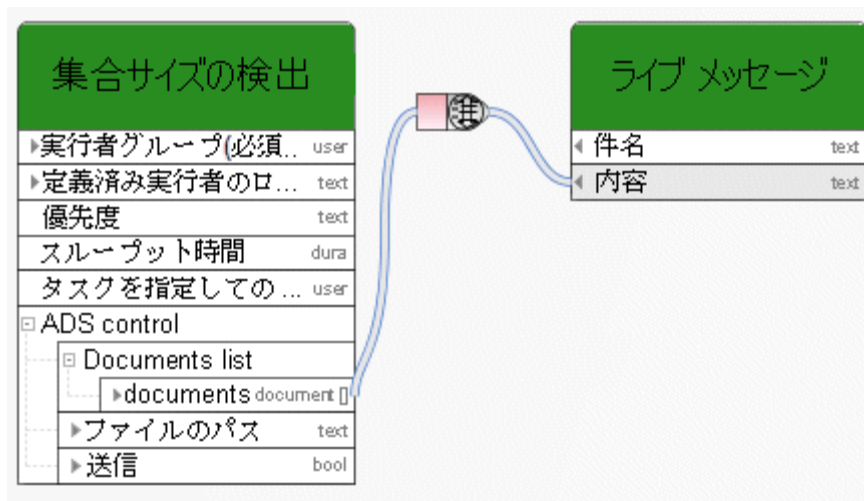 集合サイズの検出
▶実行者グループ(必須... user
▶定義済み実行者のロ... text
優先度 text
スループット時間 dura
タスクを指定しての ... user
ADS control
Documents list
▶documents document []
▶ファイルのパス text
▶送信 bool
ライブ メッセージ
件名 text
内容 text